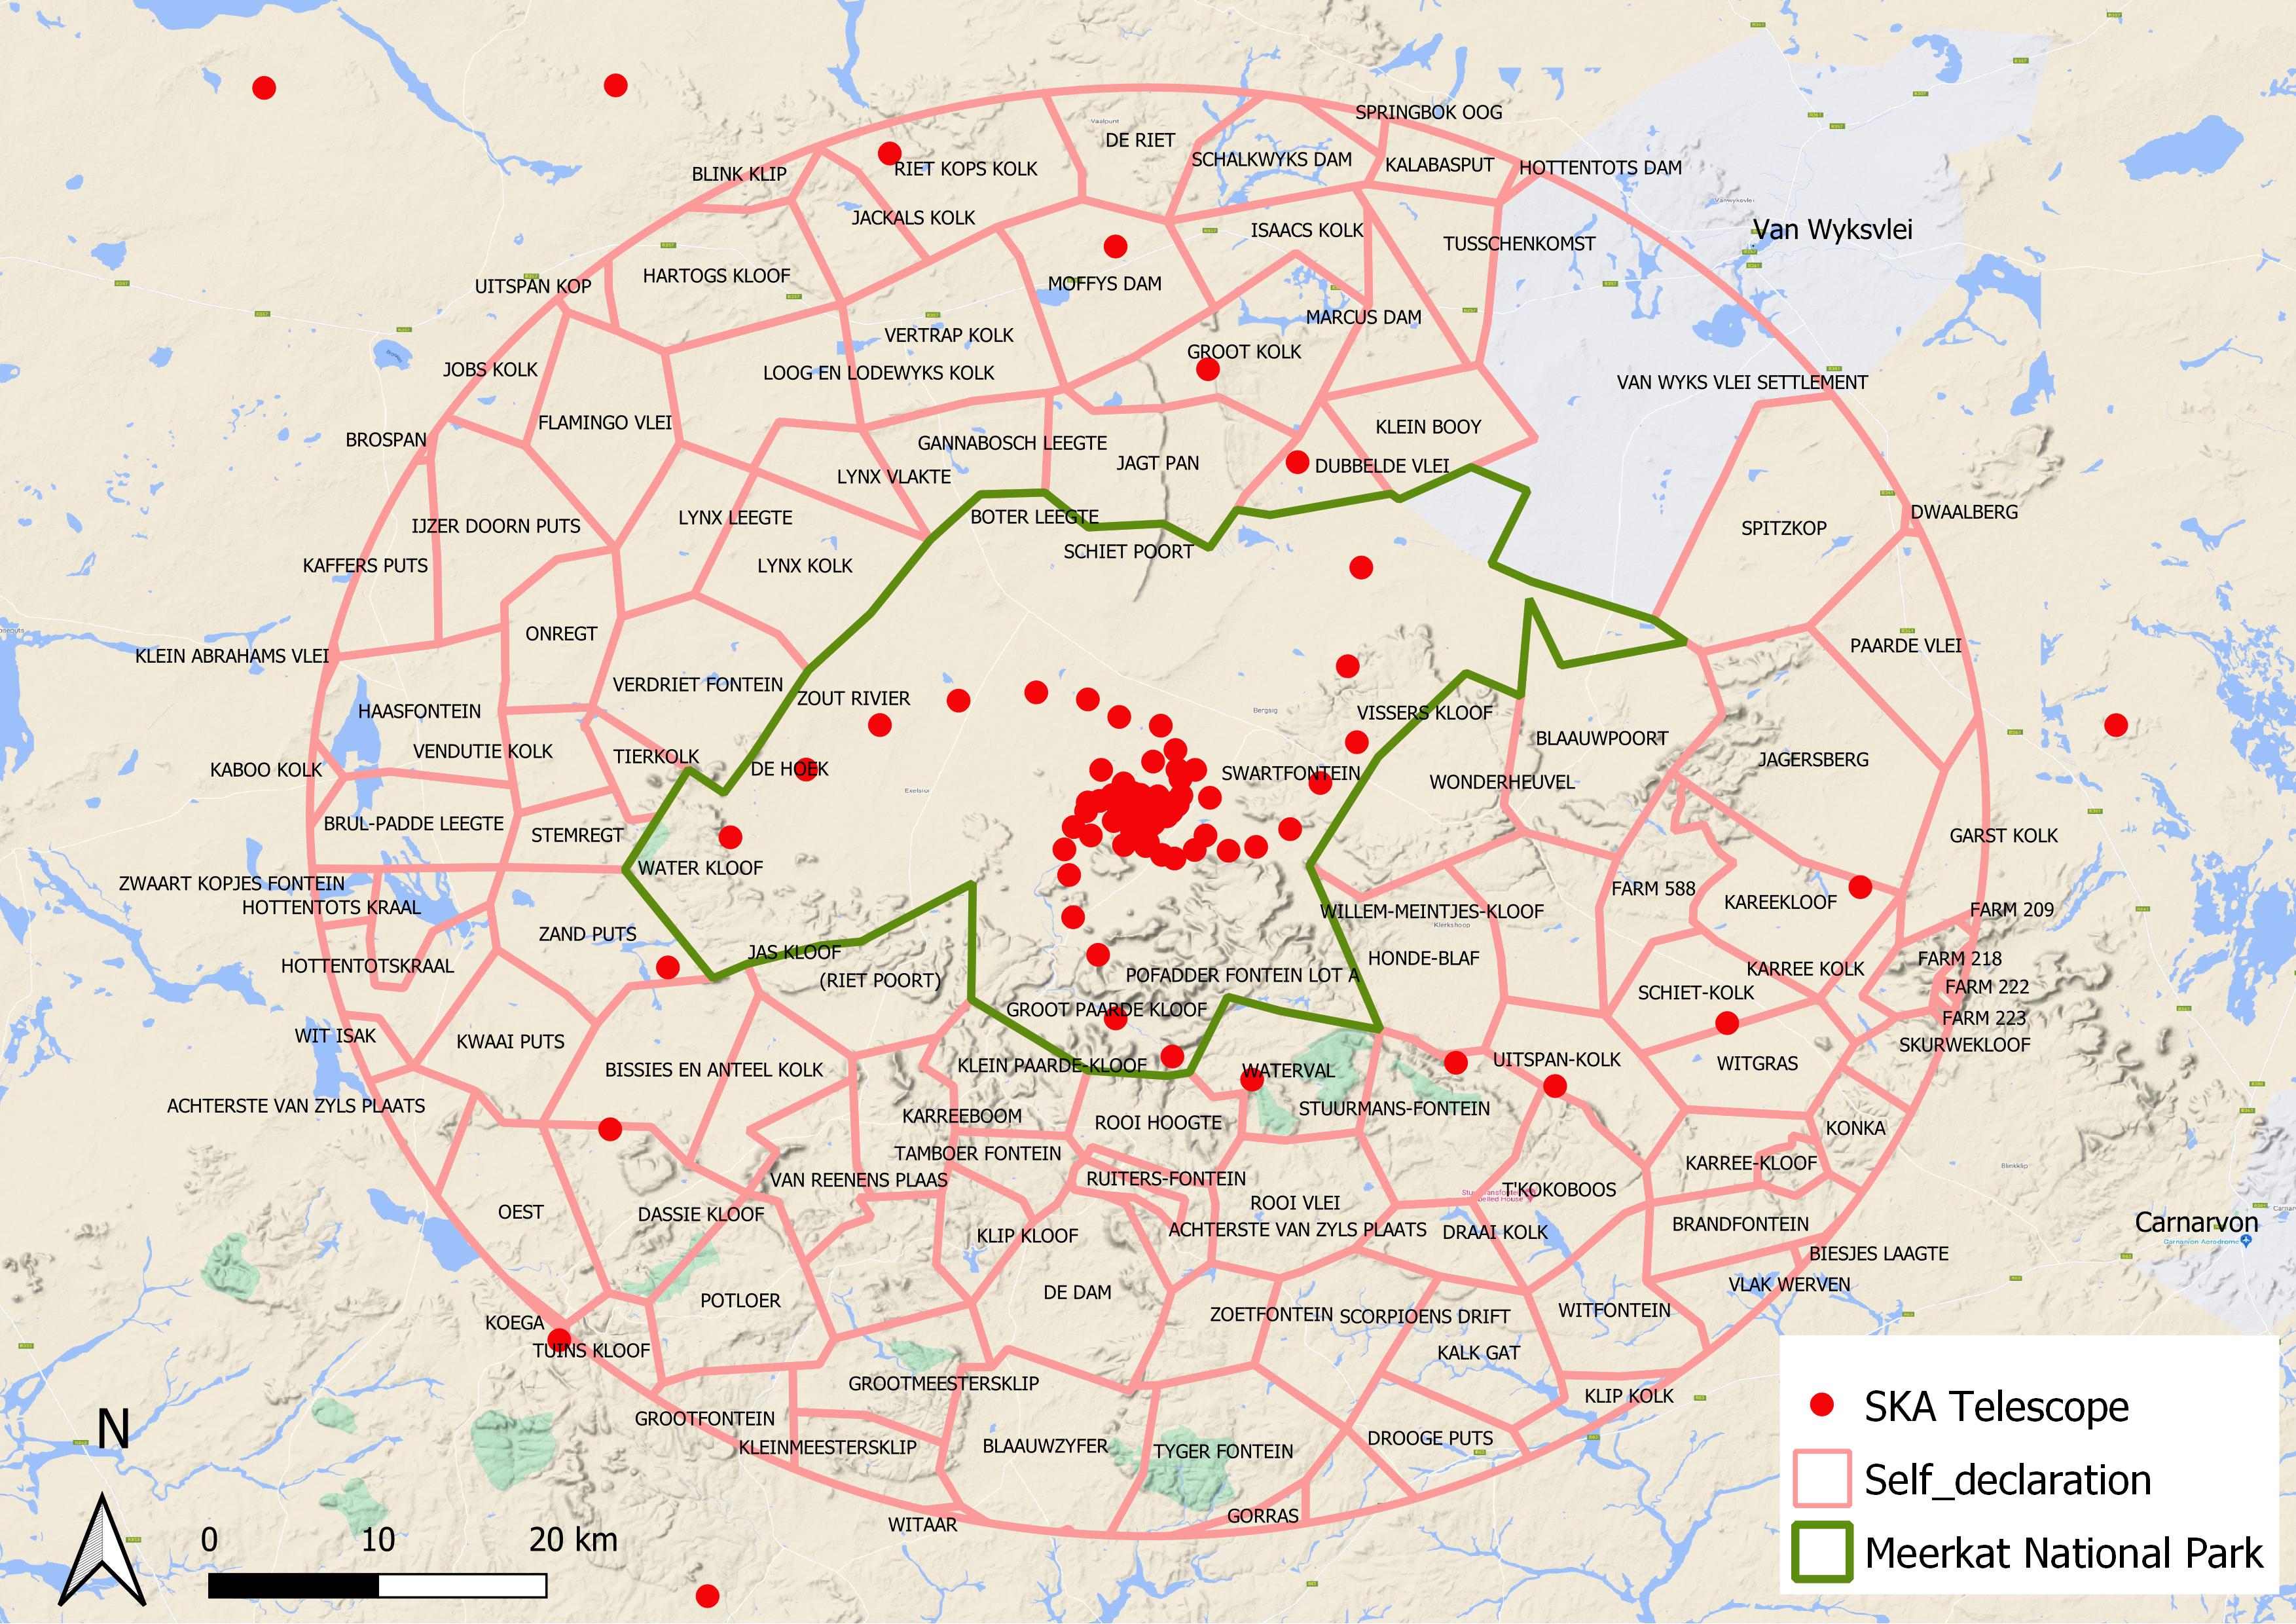 SPRINGBOK OOG
Vaalpunt
DE RIET
SCHALKWYKS DAM
KALABASPUT
HOTTENTOTS DAM
BLINK KLIP
RIET KOPS KOLK
JACKALS KOLK
ISAACS KOLK
TUSSCHENKOMST
Vanwyksvlei
Van Wyksvlei
UITSPAN KOP
HARTOGS KLOOF
MOFFYS DAM
MARCUS DAM
VERTRAP KOLK
GROOT KOLK
JOBS KOLK
LOOG EN LODEWYKS KOLK
VAN WYKS VLEI SETTLEMENT
FLAMINGO VLEI
KLEIN BOOY
BROSPAN
GANNABOSCH LEEGTE
JAGT PAN
DUBBELDE VLEI
LYNX VLAKTE
IJZER DOORN PUTS
LYNX LEEGTE
BOTER LEEGTE
SPITZKOP
DWAALBERG
SCHIET POORT
KAFFERS PUTS
LYNX KOLK
ONREGT
KLEIN ABRAHAMS VLEI
PAARDE VLEI
VERDRIET FONTEIN
ZOUT RIVIER
HAASFONTEIN
Bergsig
VISSERS KLOOF
VENDUTIE KOLK
TIERKOLK
BLAAUWPOORT
JAGERSBERG
KABOO KOLK
DE HOEK
SWARTFONTEIN
WONDERHEUVEL
Excelsior
BRUL-PADDE LEEGTE
STEMREGT
GARST KOLK
WATER KLOOF
ZWAART KOPJES FONTEIN
HOTTENTOTS KRAAL
FARM 588
KAREEKLOOF
WILLEM-MEINTJES-KLOOF
Klerkshoop
FARM 209
ZAND PUTS
JAS KLOOF
HOTTENTOTSKRAAL
(RIET POORT)
POFADDER FONTEIN LOT A
HONDE-BLAF
KARREE KOLK
FARM 218
SCHIET-KOLK
FARM 222
GROOT PAARDE KLOOF
FARM 223
WIT ISAK
KWAAI PUTS
SKURWEKLOOF
BISSIES EN ANTEEL KOLK
KLEIN PAARDE-KLOOF
WATERVAL
UITSPAN-KOLK
WITGRAS
ACHTERSTE VAN ZYLS PLAATS
KARREEBOOM
ROOI HOOGTE
STUURMANS-FONTEIN
KONKA
TAMBOER FONTEIN
KARREE-KLOOF
Blinkklip
VAN REENENS PLAAS
RUITERS-FONTEIN
T'KOKOBOOS
OEST
DASSIE KLOOF
ROOI VLEI
KLIP KLOOF
ACHTERSTE VAN ZYLS PLAATS
DRAAI KOLK
BRANDFONTEIN
Carnarvon
Carnarvon Aerodrome
BIESJES LAAGTE
POTLOER
DE DAM
VLAK WERVEN
KOEGA
ZOETFONTEIN
SCORPIOENS DRIFT
WITFONTEIN
TUINS KLOOF
KALK GAT
GROOTMEESTERSKLIP
KLIP KOLK
GROOTFONTEIN
KLEINMEESTERSKLIP
BLAAUWZYFER
TYGER FONTEIN
DROOGE PUTS
WITAAR
GORRAS
N
0 10 20 km
SKA Telescope
Self_declaration
Meerkat National Park